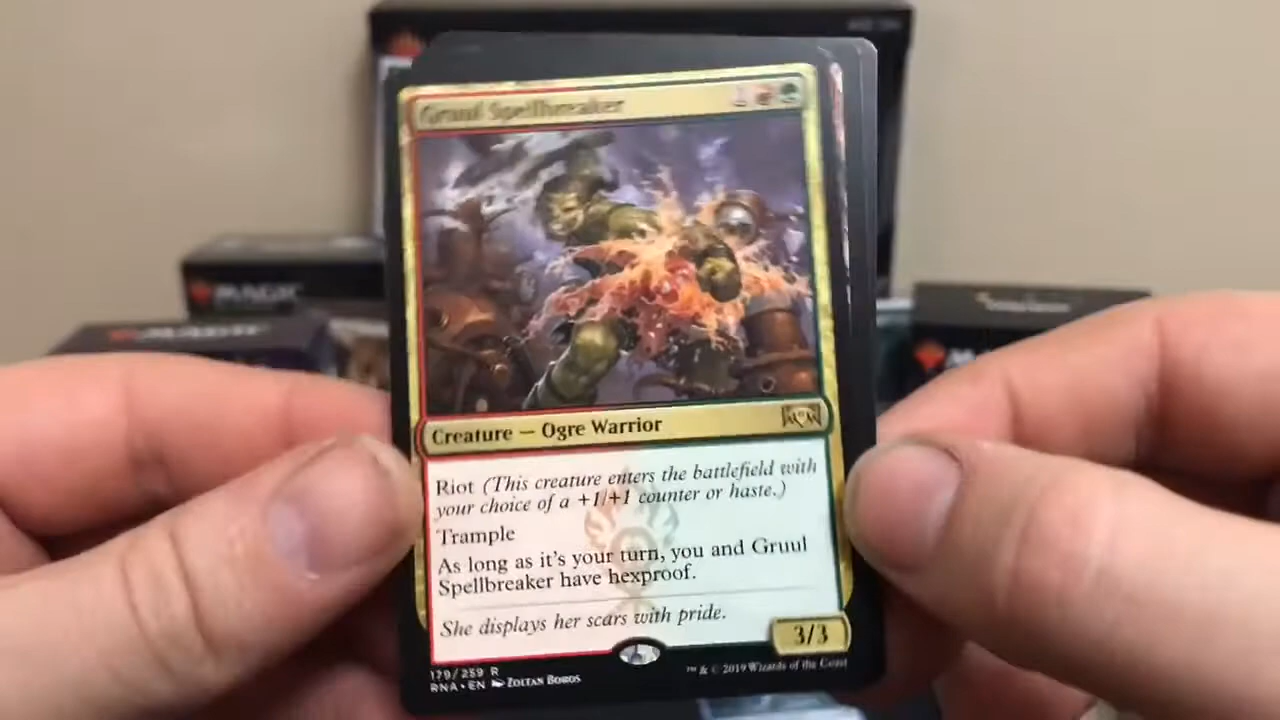 Gruul Spellbreaker 1
Creature — Ogre Warrior
Riot (This creature enters the battlefield with
your choice of a +1/+1 counter or haste.)
Trample
As long as it's your turn, you and Gruul
Spellbreaker have hexproof.
She displays her scars with pride.
3/3
179/259 R
RNA • EN ZOLTAN BOROS
™ & © 2019 Wizards of the Coast
MAGIC
MAGIC